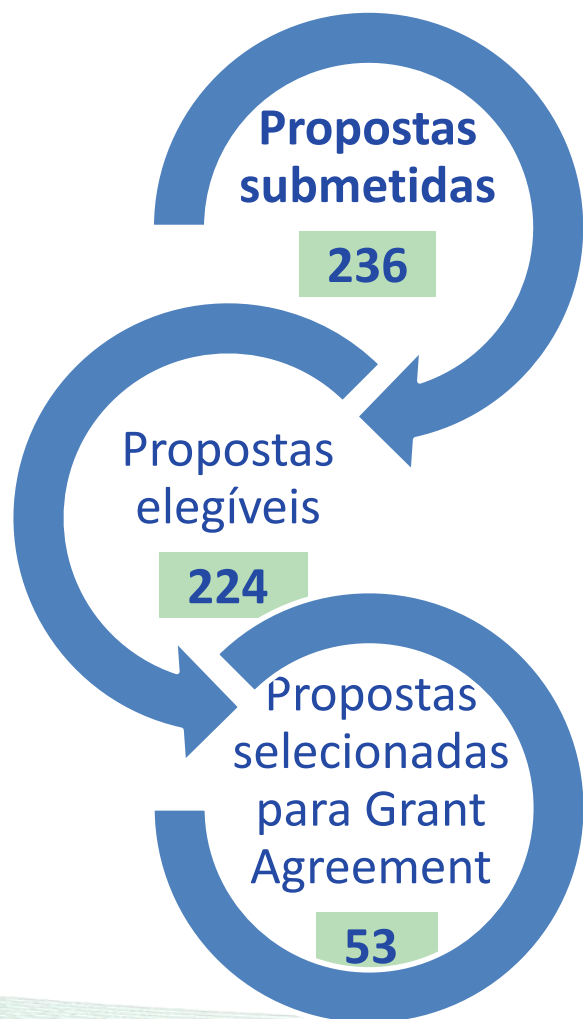 Propostas
submetidas
236
Propostas
elegíveis
224
Propostas
selecionadas
para Grant
Agreement
53